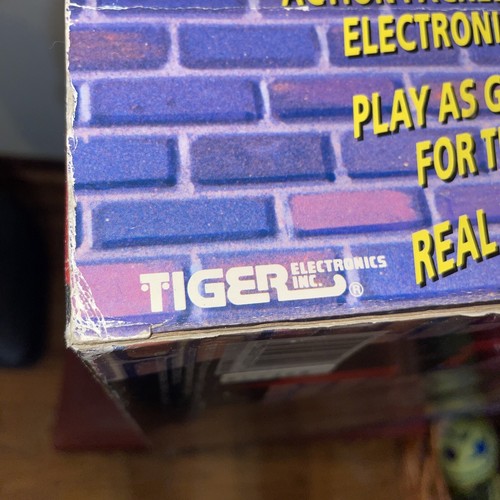 ELECTRONI
PLAY AS G
FOR T
REAL
TIGER ELECTRONICS
INC.®